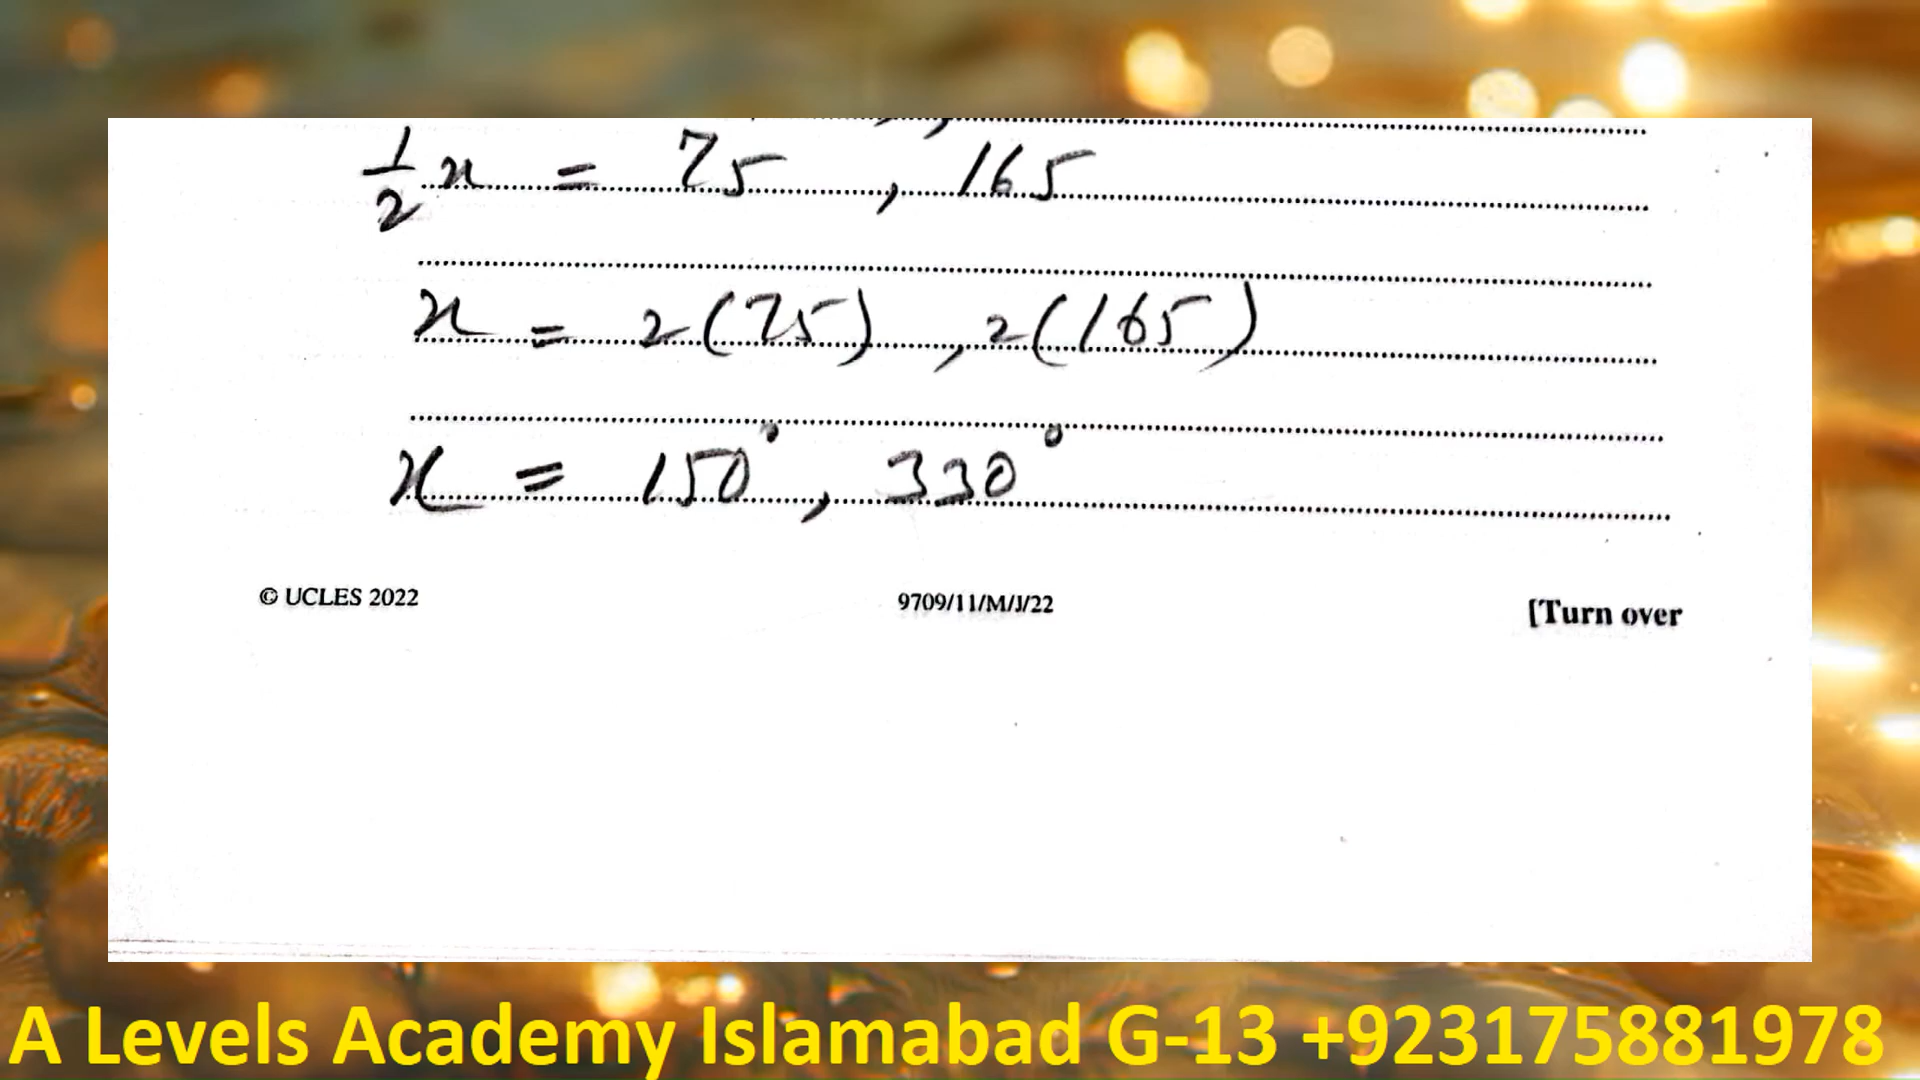 1/2 x = 75 , 165
x = 2(75) , 2(165)
x = 150° , 330°
© UCLES 2022
9709/11/M/J/22
[Turn over
A Levels Academy Islamabad G-13 +923175881978